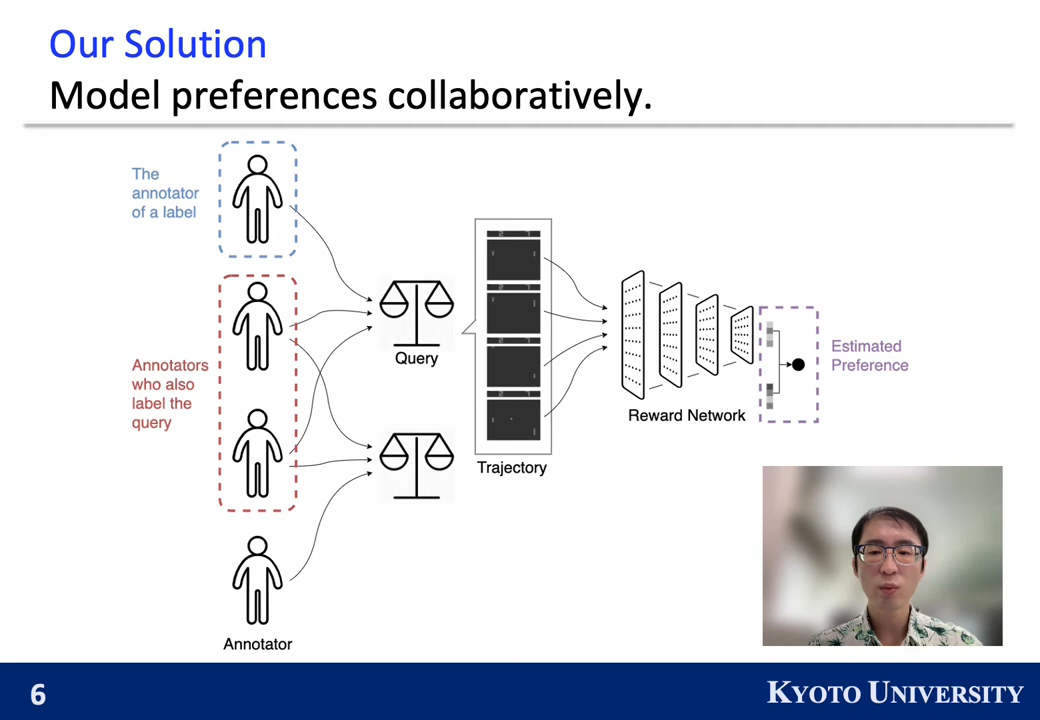 Our Solution
Model preferences collaboratively.
The
annotator
of a label
Annotators
who also
label the
query
Annotator
Query
Trajectory
Reward Network
Estimated
Preference
6
KYOTO UNIVERSITY